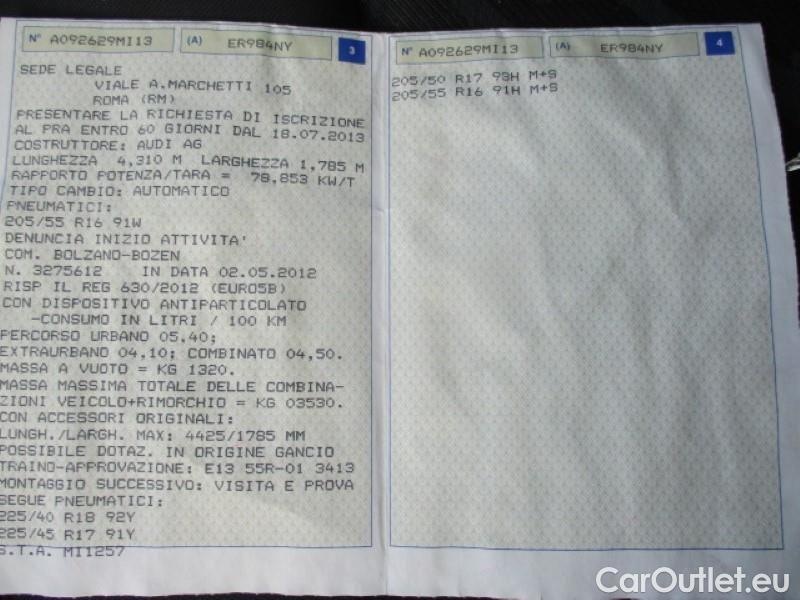 N° A092629MI13 (A) ER984NY 3
SEDE LEGALE
VIALE A.MARCHETTI 105
ROMA (RM)
PRESENTARE LA RICHIESTA DI ISCRIZIONE
AL PRA ENTRO 60 GIORNI DAL 18.07.2013
COSTRUTTORE: AUDI AG
LUNGHEZZA 4,310 M LARGHEZZA 1,785 M
RAPPORTO POTENZA/TARA = 78,853 KW/T
TIPO CAMBIO: AUTOMATICO
PNEUMATICI:
205/55 R16 91W
DENUNCIA INIZIO ATTIVITA'
COM. BOLZANO-BOZEN
N. 3275612 IN DATA 02.05.2012
RISP IL REG 630/2012 (EURO5B)
CON DISPOSITIVO ANTIPARTICOLATO
-CONSUMO IN LITRI / 100 KM
PERCORSO URBANO 05,40;
EXTRAURBANO 04,10; COMBINATO 04,50.
MASSA A VUOTO = KG 1320.
MASSA MASSIMA TOTALE DELLE COMBINA-
ZIONI VEICOLO+RIMORCHIO = KG 03530.
CON ACCESSORI ORIGINALI:
LUNGH./LARGH. MAX: 4425/1785 MM
POSSIBILE DOTAZ. IN ORIGINE GANCIO
TRAINO-APPROVAZIONE: E13 55R-01 3413
MONTAGGIO SUCCESSIVO: VISITA E PROVA
SEGUE PNEUMATICI:
225/40 R18 92Y
225/45 R17 91Y
S.T.A. MI1257
N° A092629MI13 (A) ER984NY 4
205/50 R17 93H M+S
205/55 R16 91H M+S
CarOutlet.eu